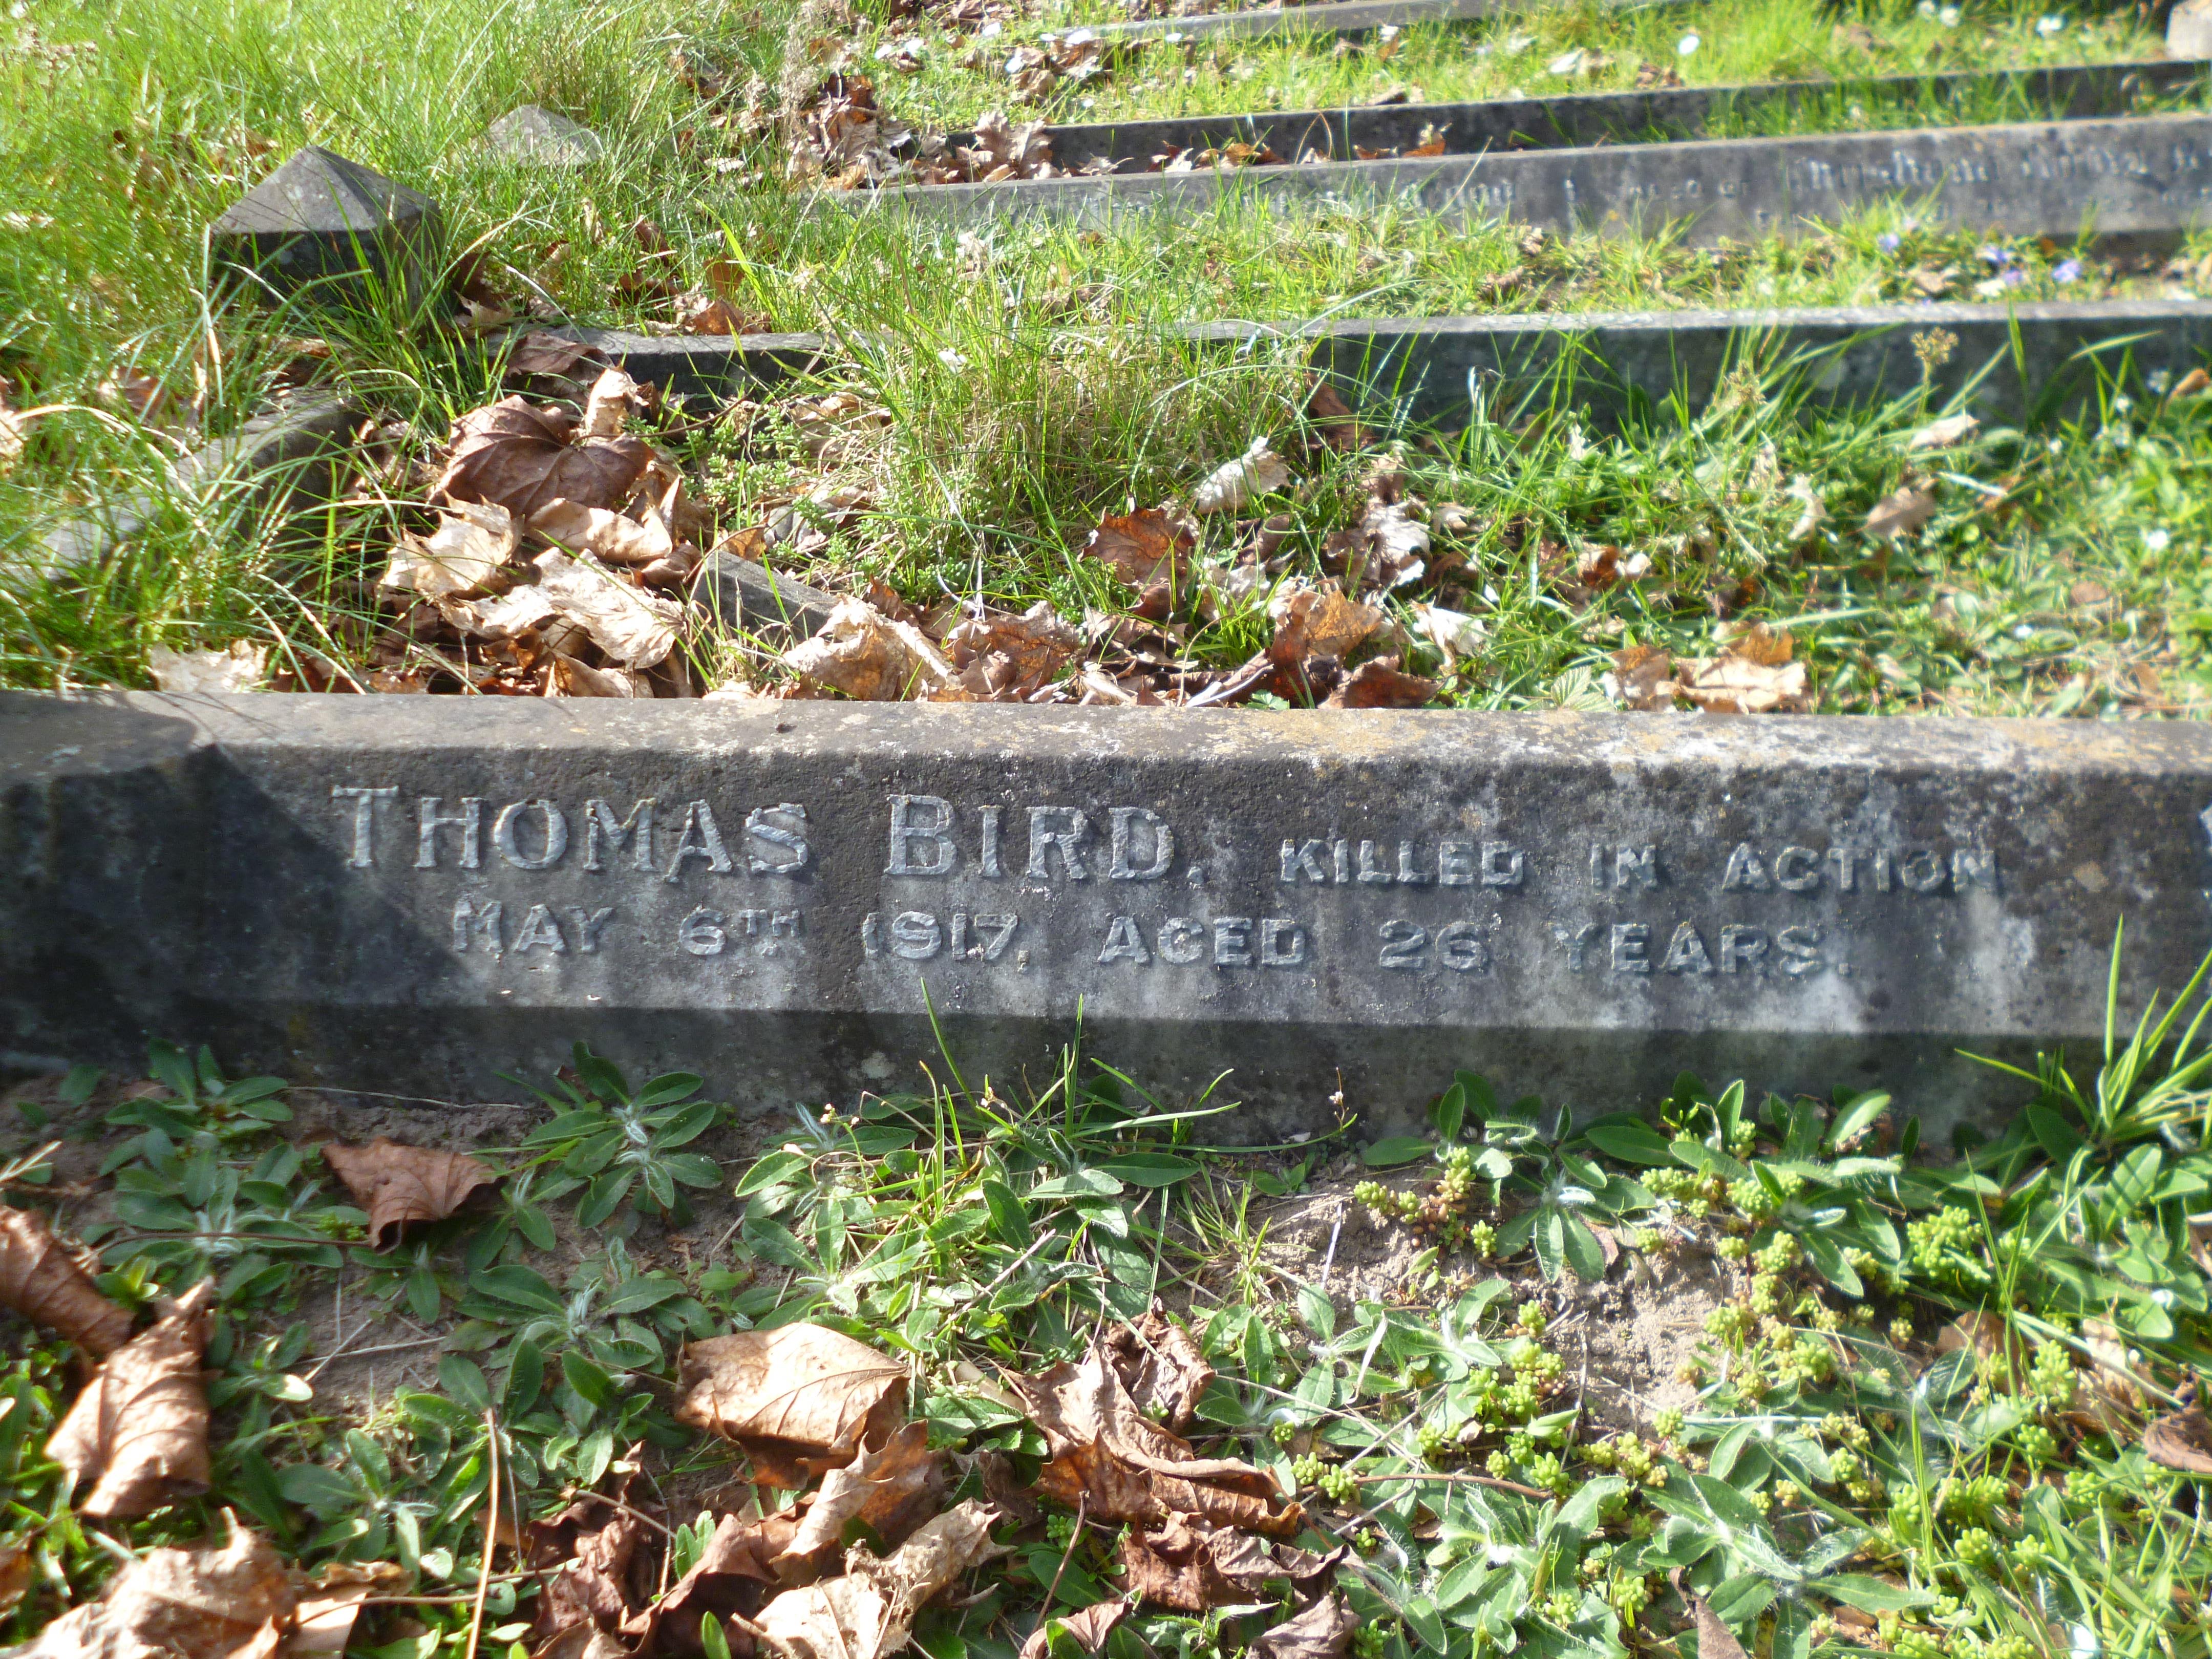 THOMAS BIRD. KILLED IN ACTION
MAY 6TH 1917, AGED 26 YEARS.